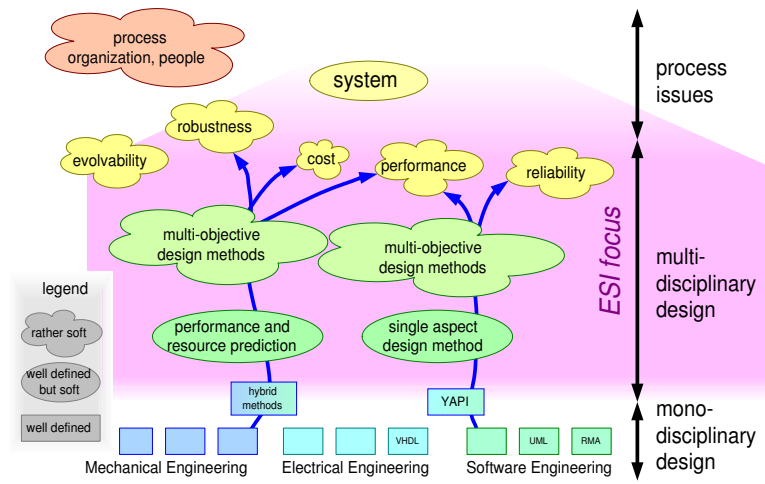 process
organization, people
system
process
issues
robustness
evolvability
cost
performance
reliability
multi-objective
design methods
multi-objective
design methods
ESI focus
multi-
disciplinary
design
legend
rather soft
well defined
but soft
well defined
performance and
resource prediction
single aspect
design method
hybrid
methods
YAPI
mono-
disciplinary
design
VHDL
UML
RMA
Mechanical Engineering
Electrical Engineering
Software Engineering